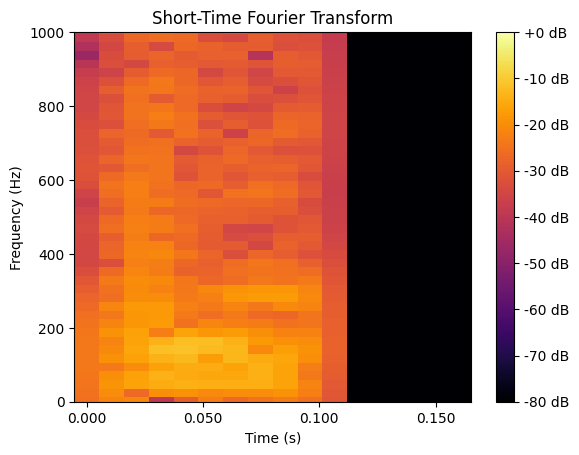 Short-Time Fourier Transform
Frequency (Hz)
1000
800
600
400
200
0
0.000
0.050
0.100
0.150
Time (s)
+0 dB
-10 dB
-20 dB
-30 dB
-40 dB
-50 dB
-60 dB
-70 dB
-80 dB